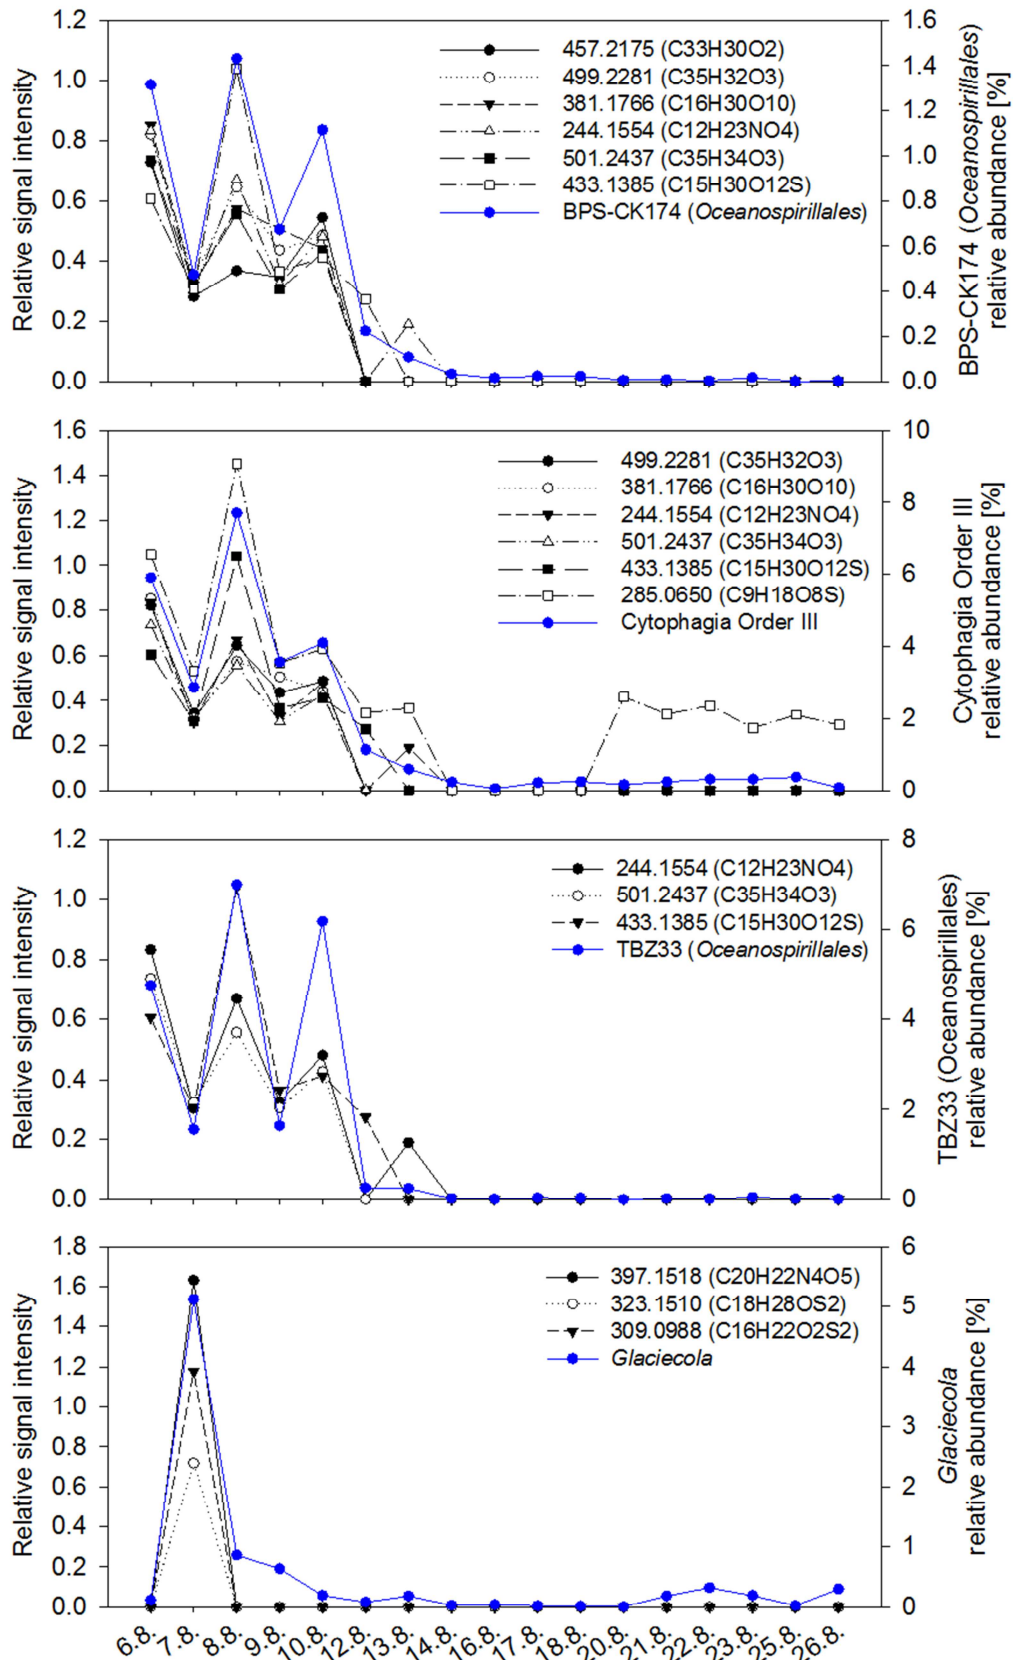 1.2
1.0
0.8
0.6
0.4
0.2
0.0
Relative signal intensity
457.2175 (C33H30O2)
499.2281 (C35H32O3)
381.1766 (C16H30O10)
244.1554 (C12H23NO4)
501.2437 (C35H34O3)
433.1385 (C15H30O12S)
BPS-CK174 (Oceanospirillales)
1.6
1.4
1.2
1.0
0.8
0.6
0.4
0.2
0.0
BPS-CK174 (Oceanospirillales)
relative abundance [%]
1.6
1.4
1.2
1.0
0.8
0.6
0.4
0.2
0.0
Relative signal intensity
499.2281 (C35H32O3)
381.1766 (C16H30O10)
244.1554 (C12H23NO4)
501.2437 (C35H34O3)
433.1385 (C15H30O12S)
285.0650 (C9H18O8S)
Cytophagia Order III
10
8
6
4
2
0
Cytophagia Order III
relative abundance [%]
1.2
1.0
0.8
0.6
0.4
0.2
0.0
Relative signal intensity
244.1554 (C12H23NO4)
501.2437 (C35H34O3)
433.1385 (C15H30O12S)
TBZ33 (Oceanospirillales)
8
6
4
2
0
TBZ33 (Oceanospirillales)
relative abundance [%]
1.8
1.6
1.4
1.2
1.0
0.8
0.6
0.4
0.2
0.0
Relative signal intensity
397.1518 (C20H22N4O5)
323.1510 (C18H28OS2)
309.0988 (C16H22O2S2)
Glaciecola
6
5
4
3
2
1
0
Glaciecola
relative abundance [%]
6.8.
7.8.
8.8.
9.8.
10.8.
12.8.
13.8.
14.8.
16.8.
17.8.
18.8.
20.8.
21.8.
22.8.
23.8.
25.8.
26.8.